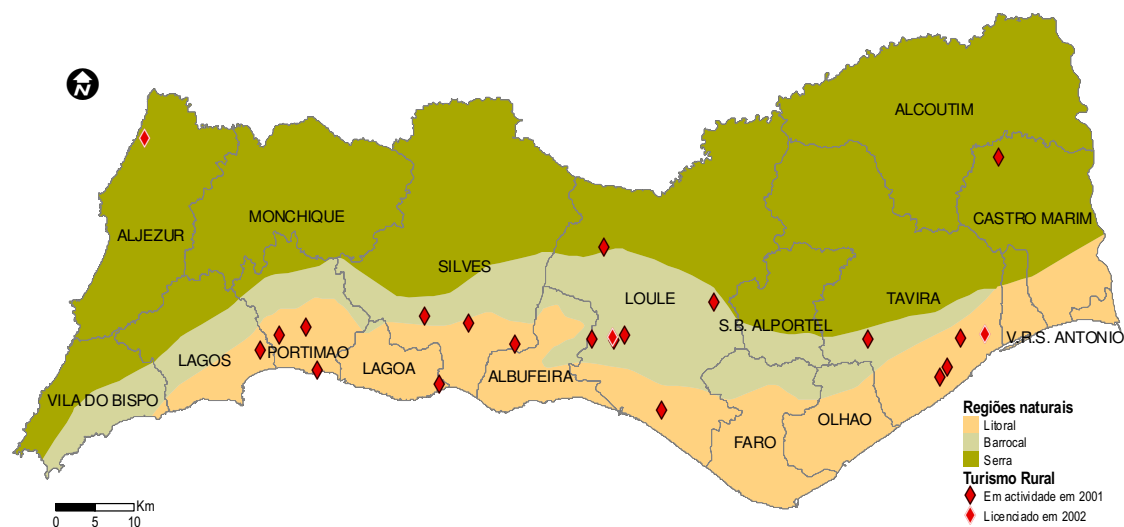 N
ALCOUTIM
MONCHIQUE
CASTRO MARIM
ALJEZUR
SILVES
LOULE
TAVIRA
S.B. ALPORTEL
V.R.S. ANTONIO
LAGOS
PORTIMAO
LAGOA
ALBUFEIRA
VILA DO BISPO
OLHAO
FARO
Regiões naturais
Litoral
Barrocal
Serra
Turismo Rural
Em actividade em 2001
Licenciado em 2002
Km
0 5 10